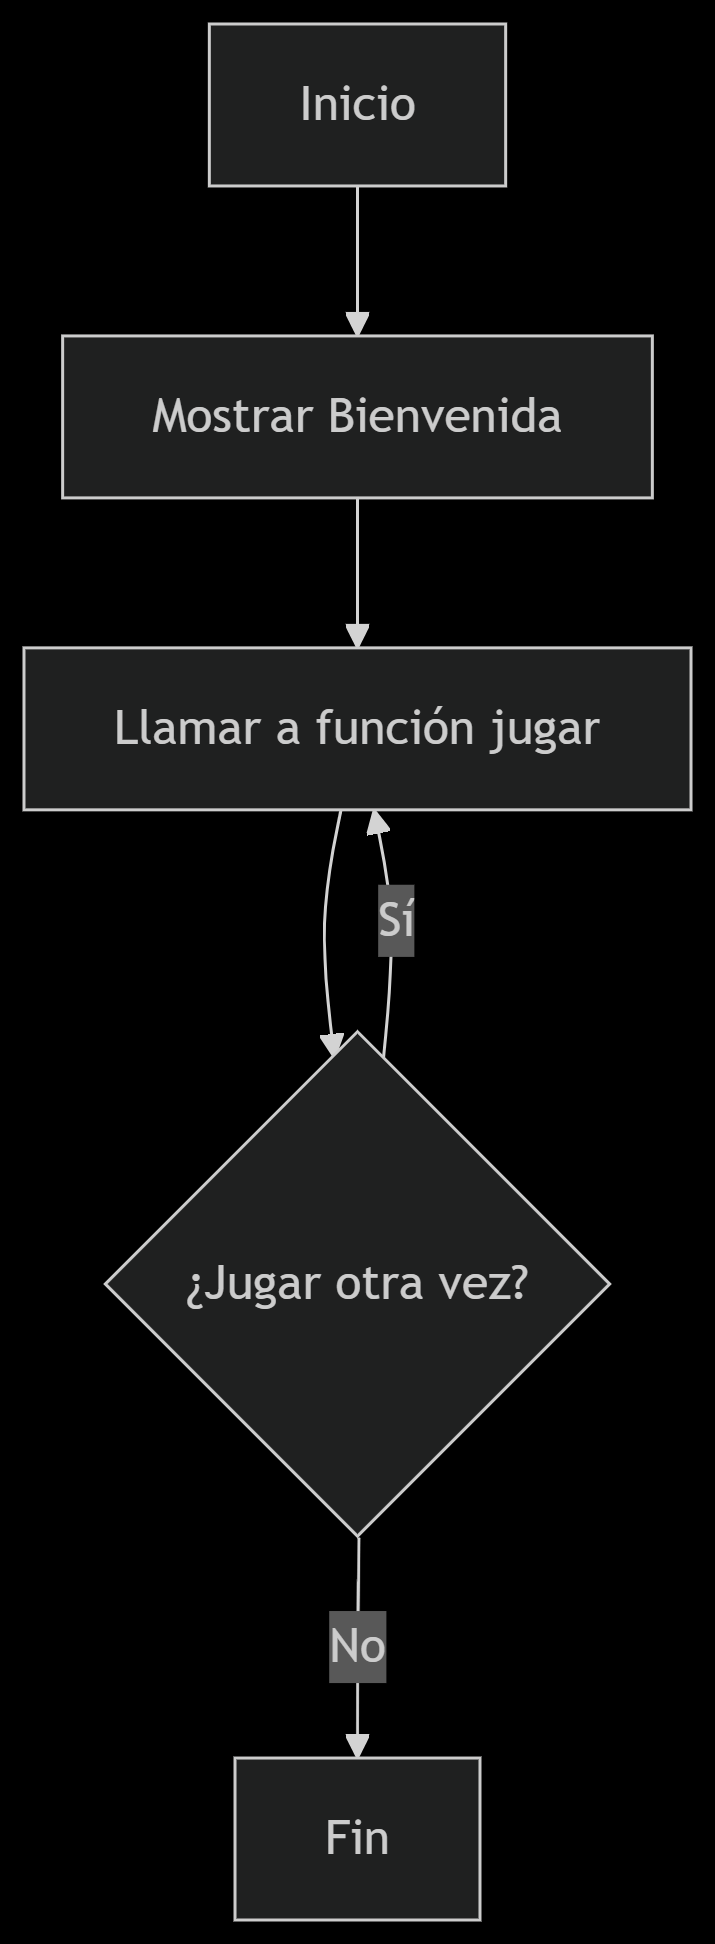 Inicio
Mostrar Bienvenida
Llamar a función jugar
Sí
¿Jugar otra vez?
No
Fin